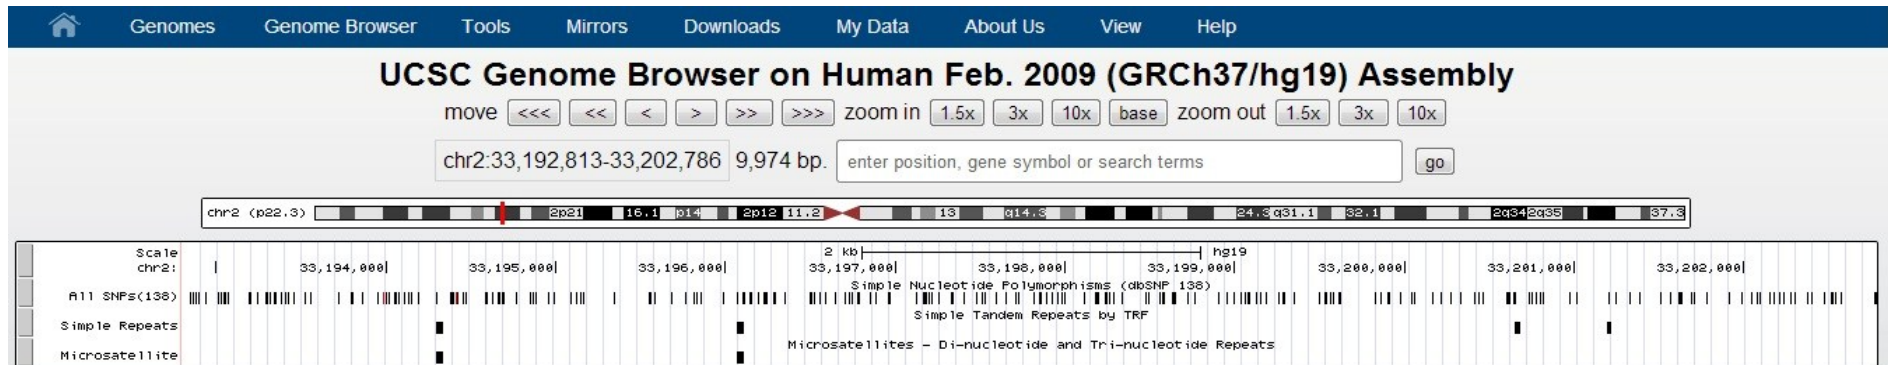 Genomes Genome Browser Tools Mirrors Downloads My Data About Us View Help
UCSC Genome Browser on Human Feb. 2009 (GRCh37/hg19) Assembly
move <<< << < > >> >>> zoom in 1.5x 3x 10x base zoom out 1.5x 3x 10x
chr2:33,192,813-33,202,786 9,974 bp. enter position, gene symbol or search terms go
chr2 (p22.3) 2p21 16.1 p14 2p12 11.2 13 q14.3 24.3 q31.1 32.1 2q34 2q35 37.3
Scale 2 kb hg19
chr2: 33,194,000 33,195,000 33,196,000 33,197,000 33,198,000 33,199,000 33,200,000 33,201,000 33,202,000
Simple Nucleotide Polymorphisms (dbSNP 138)
All SNPs(138)
Simple Tandem Repeats by TRF
Simple Repeats
Microsatellites - Di-nucleotide and Tri-nucleotide Repeats
Microsatellite